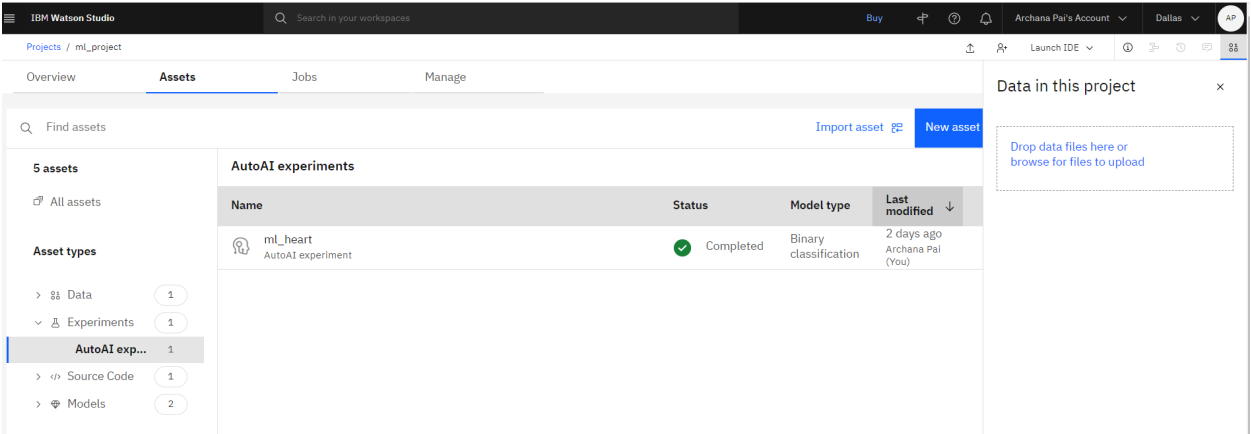 IBM Watson Studio
Search in your workspaces
Buy
Archana Pai's Account
Dallas
AP
Projects / ml_project
Launch IDE
Overview
Assets
Jobs
Manage
Data in this project
Find assets
Import asset
New asset
Drop data files here or
browse for files to upload
5 assets
All assets
AutoAI experiments
Name
Status
Model type
Last
modified
ml_heart
AutoAI experiment
Completed
Binary
classification
2 days ago
Archana Pai
(You)
Asset types
Data
1
Experiments
1
AutoAI exp...
1
Source Code
1
Models
2